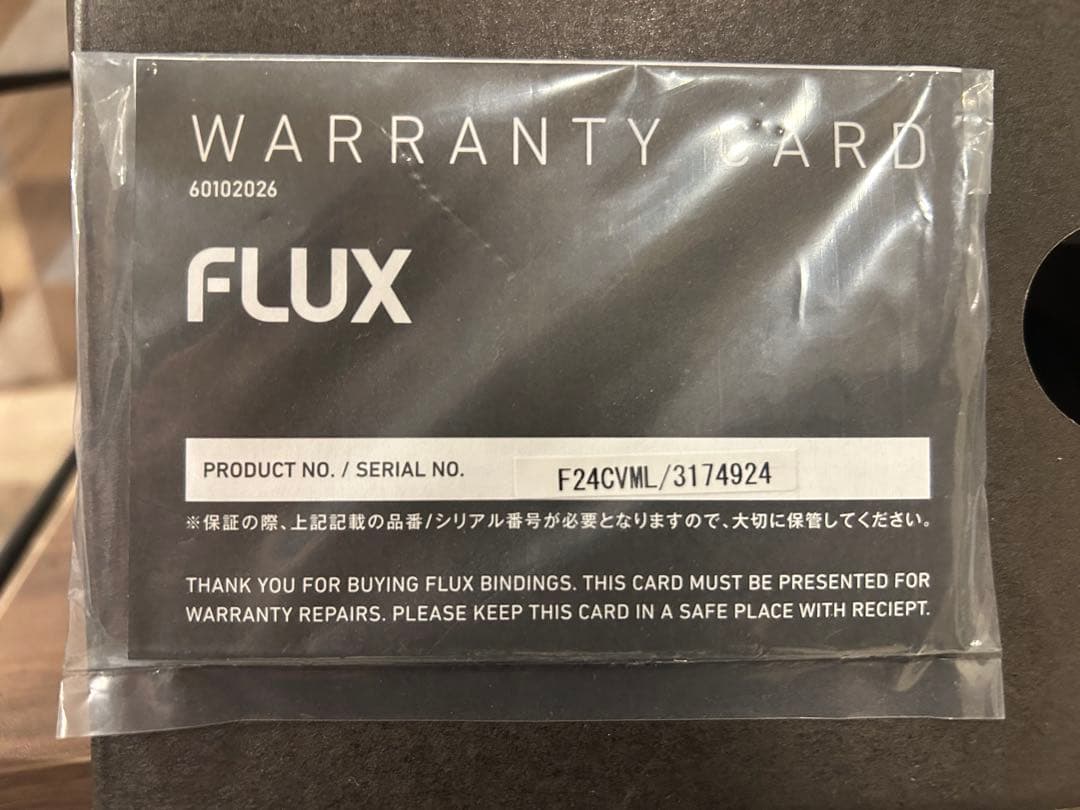 WARRANTY CARD
60102026
FLUX
PRODUCT NO. / SERIAL NO. F24CVML/3174924
※保証の際、上記記載の品番/シリアル番号が必要となりますので、大切に保管してください。
THANK YOU FOR BUYING FLUX BINDINGS. THIS CARD MUST BE PRESENTED FOR
WARRANTY REPAIRS. PLEASE KEEP THIS CARD IN A SAFE PLACE WITH RECIEPT.